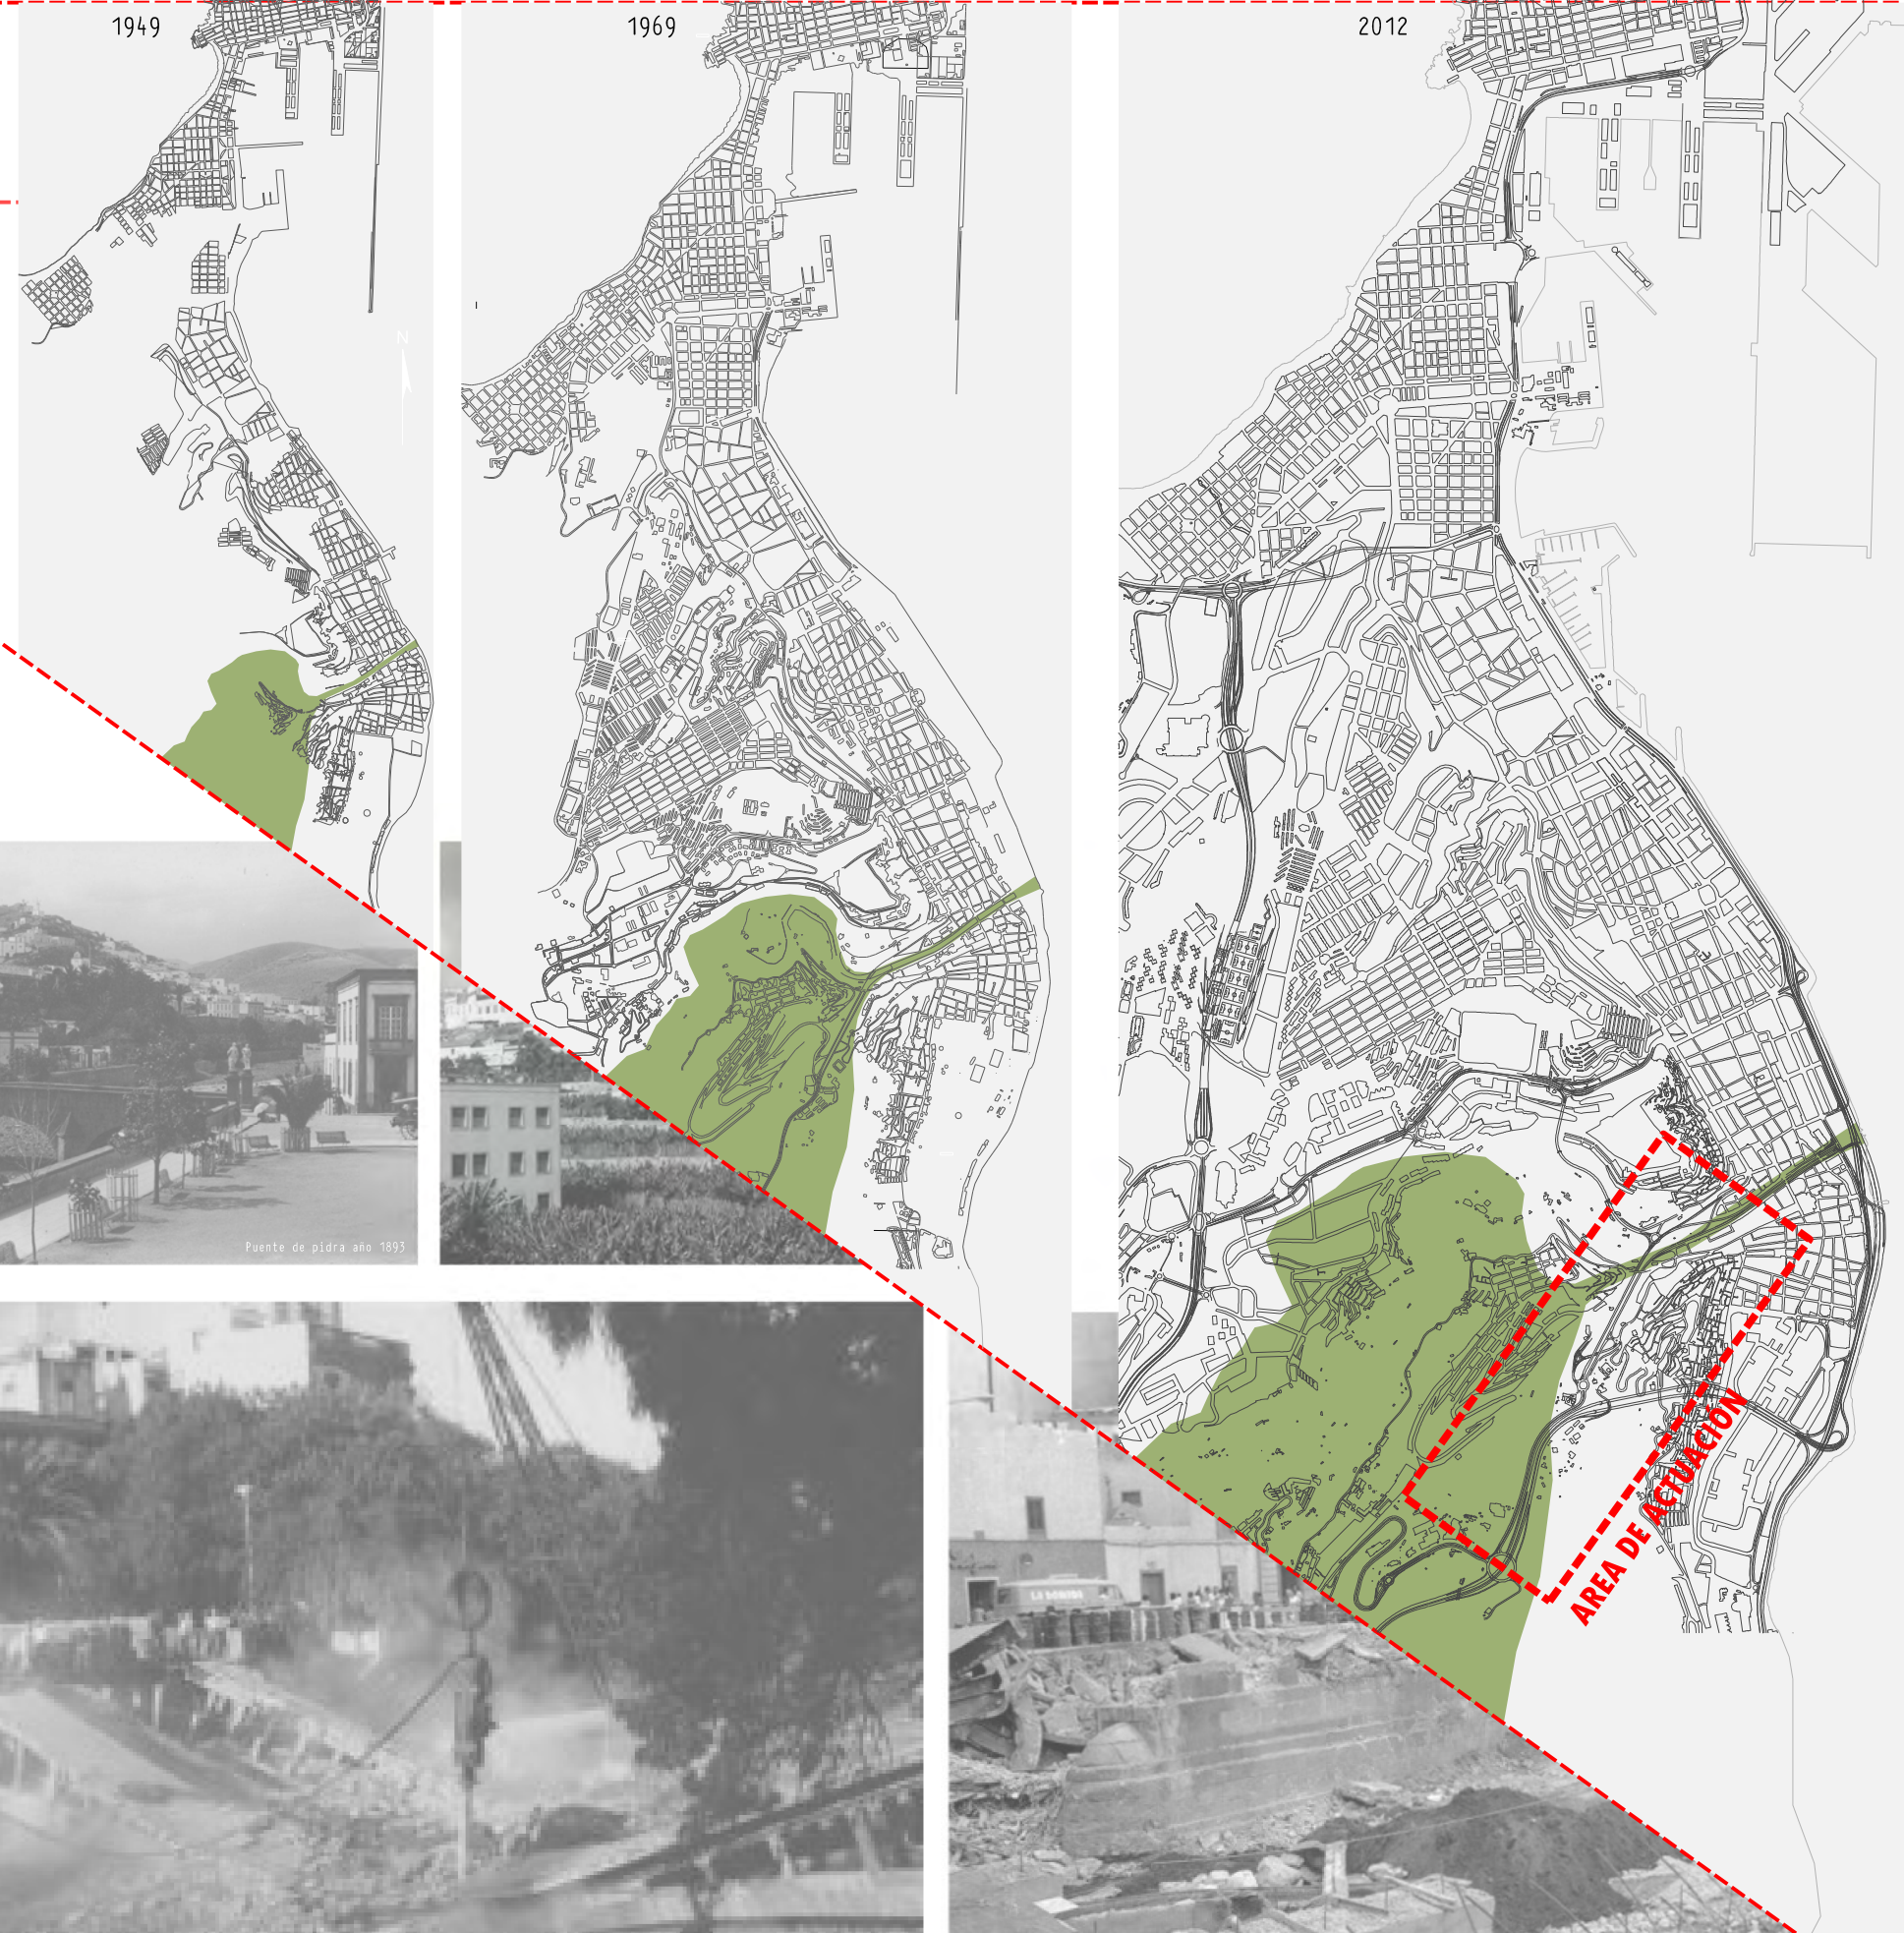 1949
1969
2012
N
Puente de pidra año 1893
AREA DE ACTUACIÓN